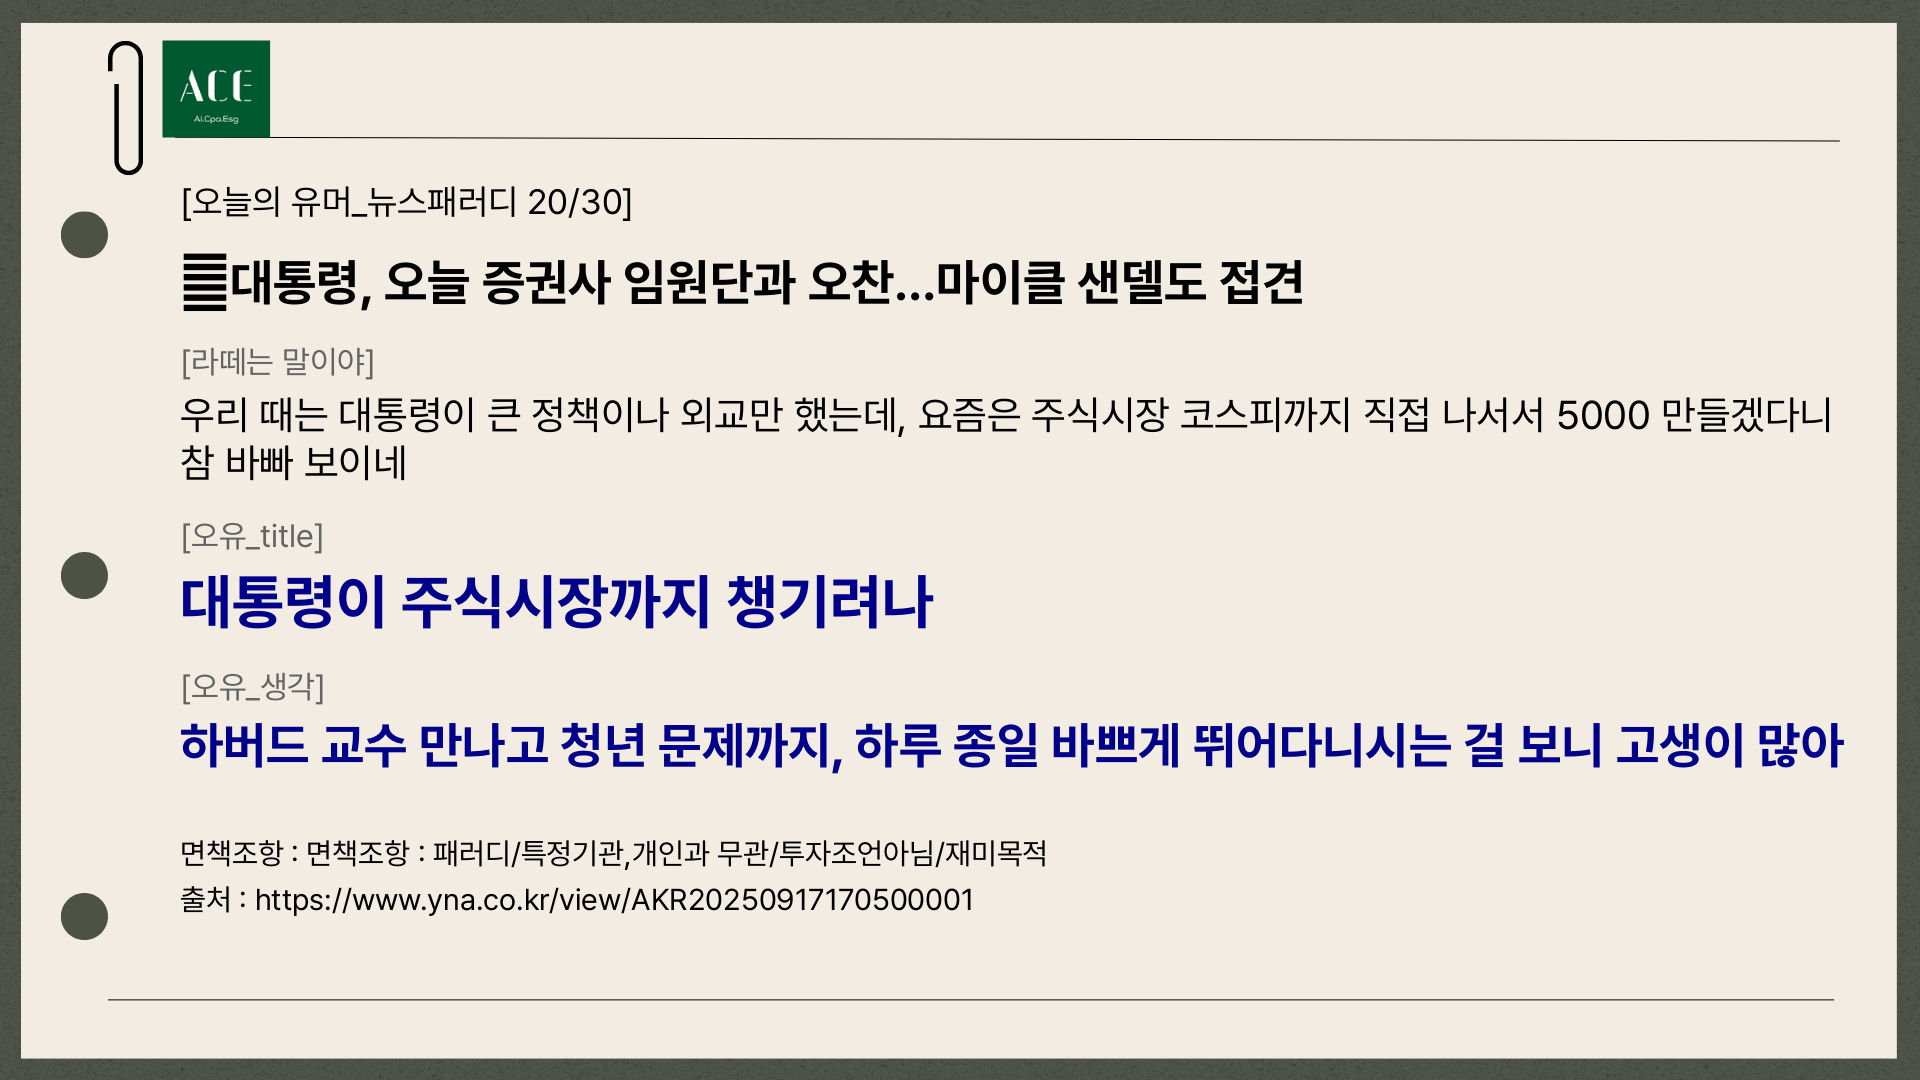 ACE
Ai.Cpa.Esg
[오늘의 유머_뉴스패러디 20/30]
대통령, 오늘 증권사 임원단과 오찬...마이클 샌델도 접견
[라떼는 말이야]
우리 때는 대통령이 큰 정책이나 외교만 했는데, 요즘은 주식시장 코스피까지 직접 나서서 5000 만들겠다니
참 바빠 보이네
[오유_title]
대통령이 주식시장까지 챙기려나
[오유_생각]
하버드 교수 만나고 청년 문제까지, 하루 종일 바쁘게 뛰어다니시는 걸 보니 고생이 많아
면책조항 : 면책조항 : 패러디/특정기관,개인과 무관/투자조언아님/재미목적
출처 : https://www.yna.co.kr/view/AKR20250917170500001